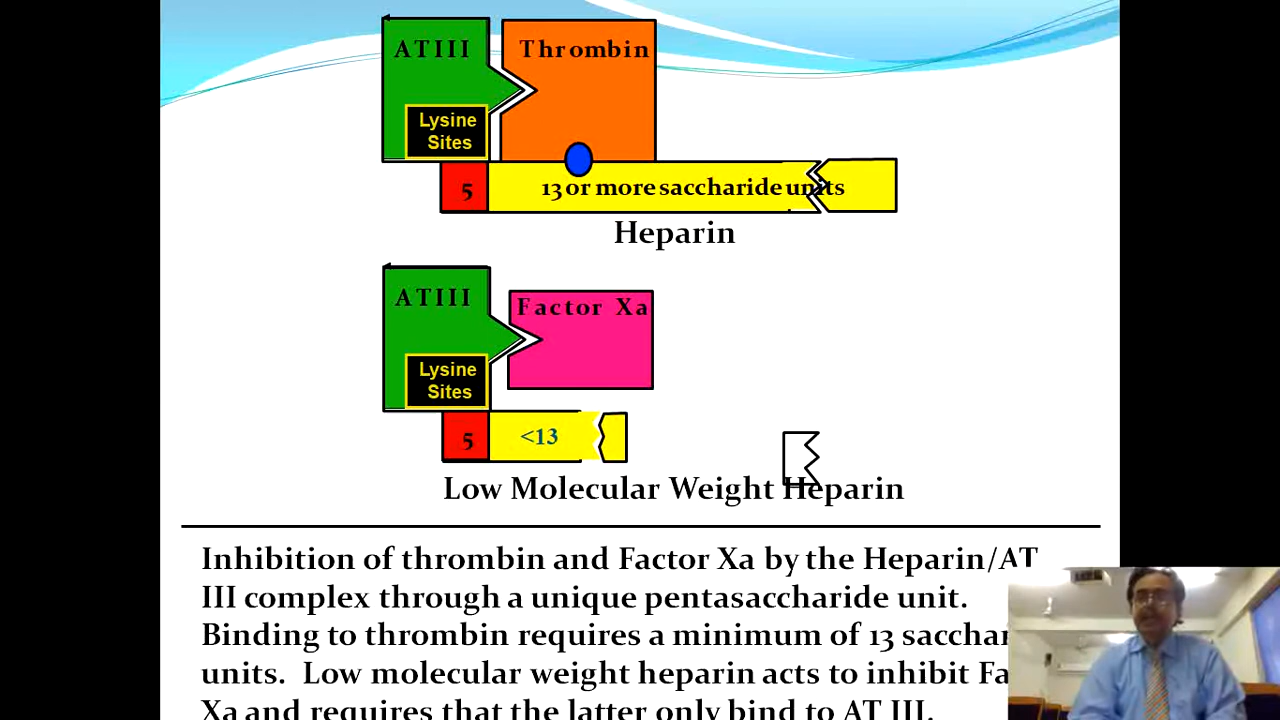 ATIII
Thrombin
Lysine
Sites
5
13 or more saccharide units
Heparin
ATIII
Factor Xa
Lysine
Sites
5
<13
Low Molecular Weight Heparin
Inhibition of thrombin and Factor Xa by the Heparin/AT
III complex through a unique pentasaccharide unit.
Binding to thrombin requires a minimum of 13
units. Low molecular weight heparin acts to inhibit
Xa and requires that the latter only bind to AT III.